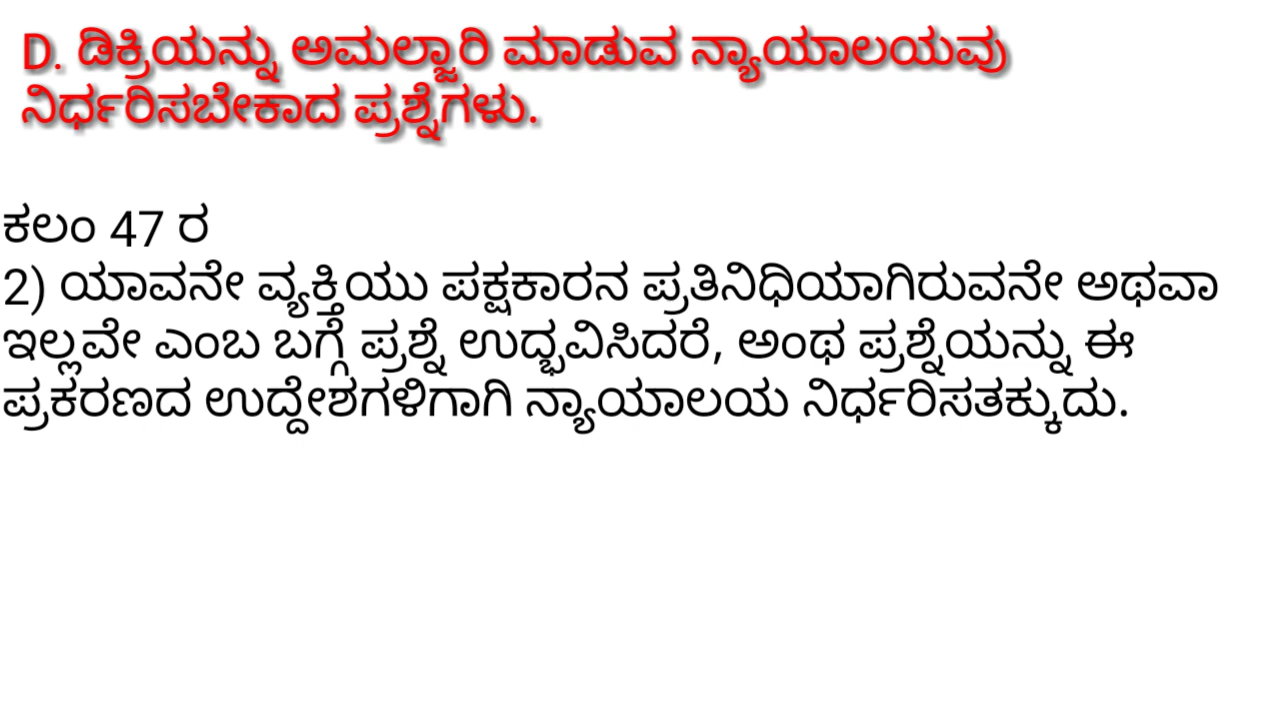 D. ಡಿಕ್ರಿಯನ್ನು ಅಮಲ್ಜಾರಿ ಮಾಡುವ ನ್ಯಾಯಾಲಯವು
ನಿರ್ಧರಿಸಬೇಕಾದ ಪ್ರಶ್ನೆಗಳು.
ಕಲಂ 47 ರ
2) ಯಾವನೇ ವ್ಯಕ್ತಿಯು ಪಕ್ಷಕಾರನ ಪ್ರತಿನಿಧಿಯಾಗಿರುವನೇ ಅಥವಾ
ಇಲ್ಲವೇ ಎಂಬ ಬಗ್ಗೆ ಪ್ರಶ್ನೆ ಉದ್ಭವಿಸಿದರೆ, ಅಂಥ ಪ್ರಶ್ನೆಯನ್ನು ಈ
ಪ್ರಕರಣದ ಉದ್ದೇಶಗಳಿಗಾಗಿ ನ್ಯಾಯಾಲಯ ನಿರ್ಧರಿಸತಕ್ಕುದು.